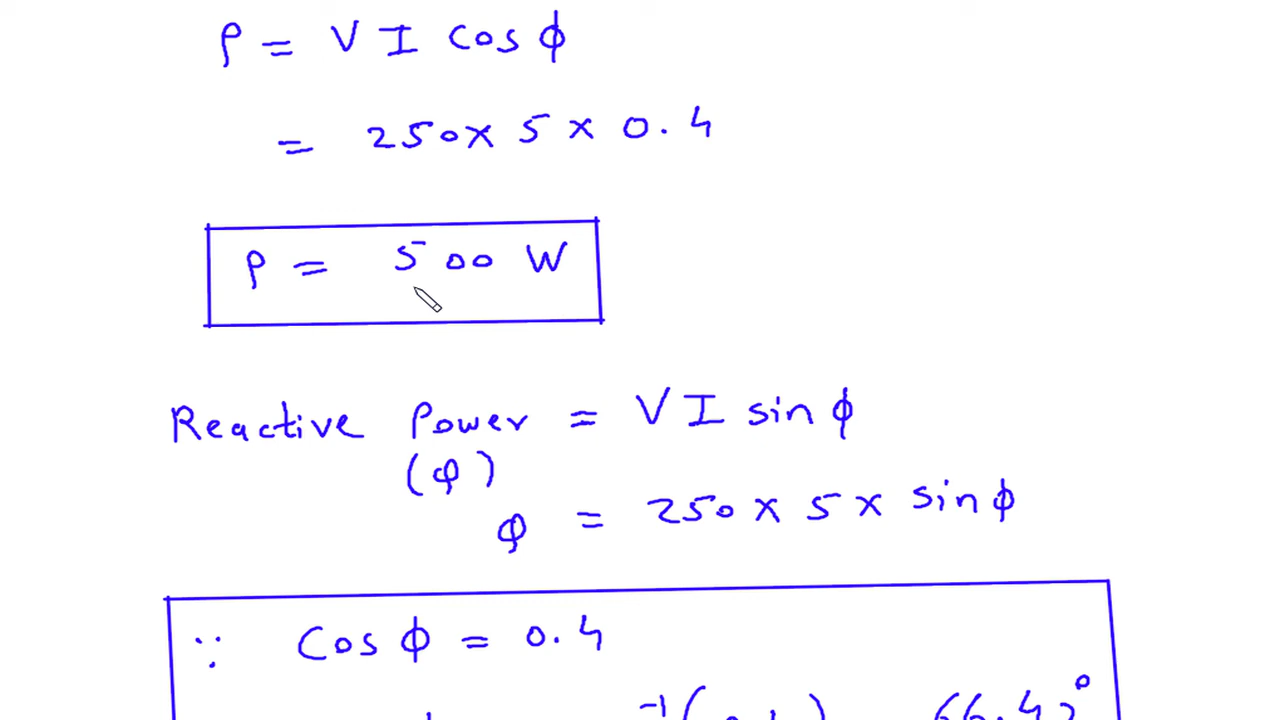 P = V I cos ϕ
= 250 x 5 x 0.4
P = 500 W
Reactive Power = V I sin ϕ
(Q)
Q = 250 x 5 x sin ϕ
∵ Cos ϕ = 0.4